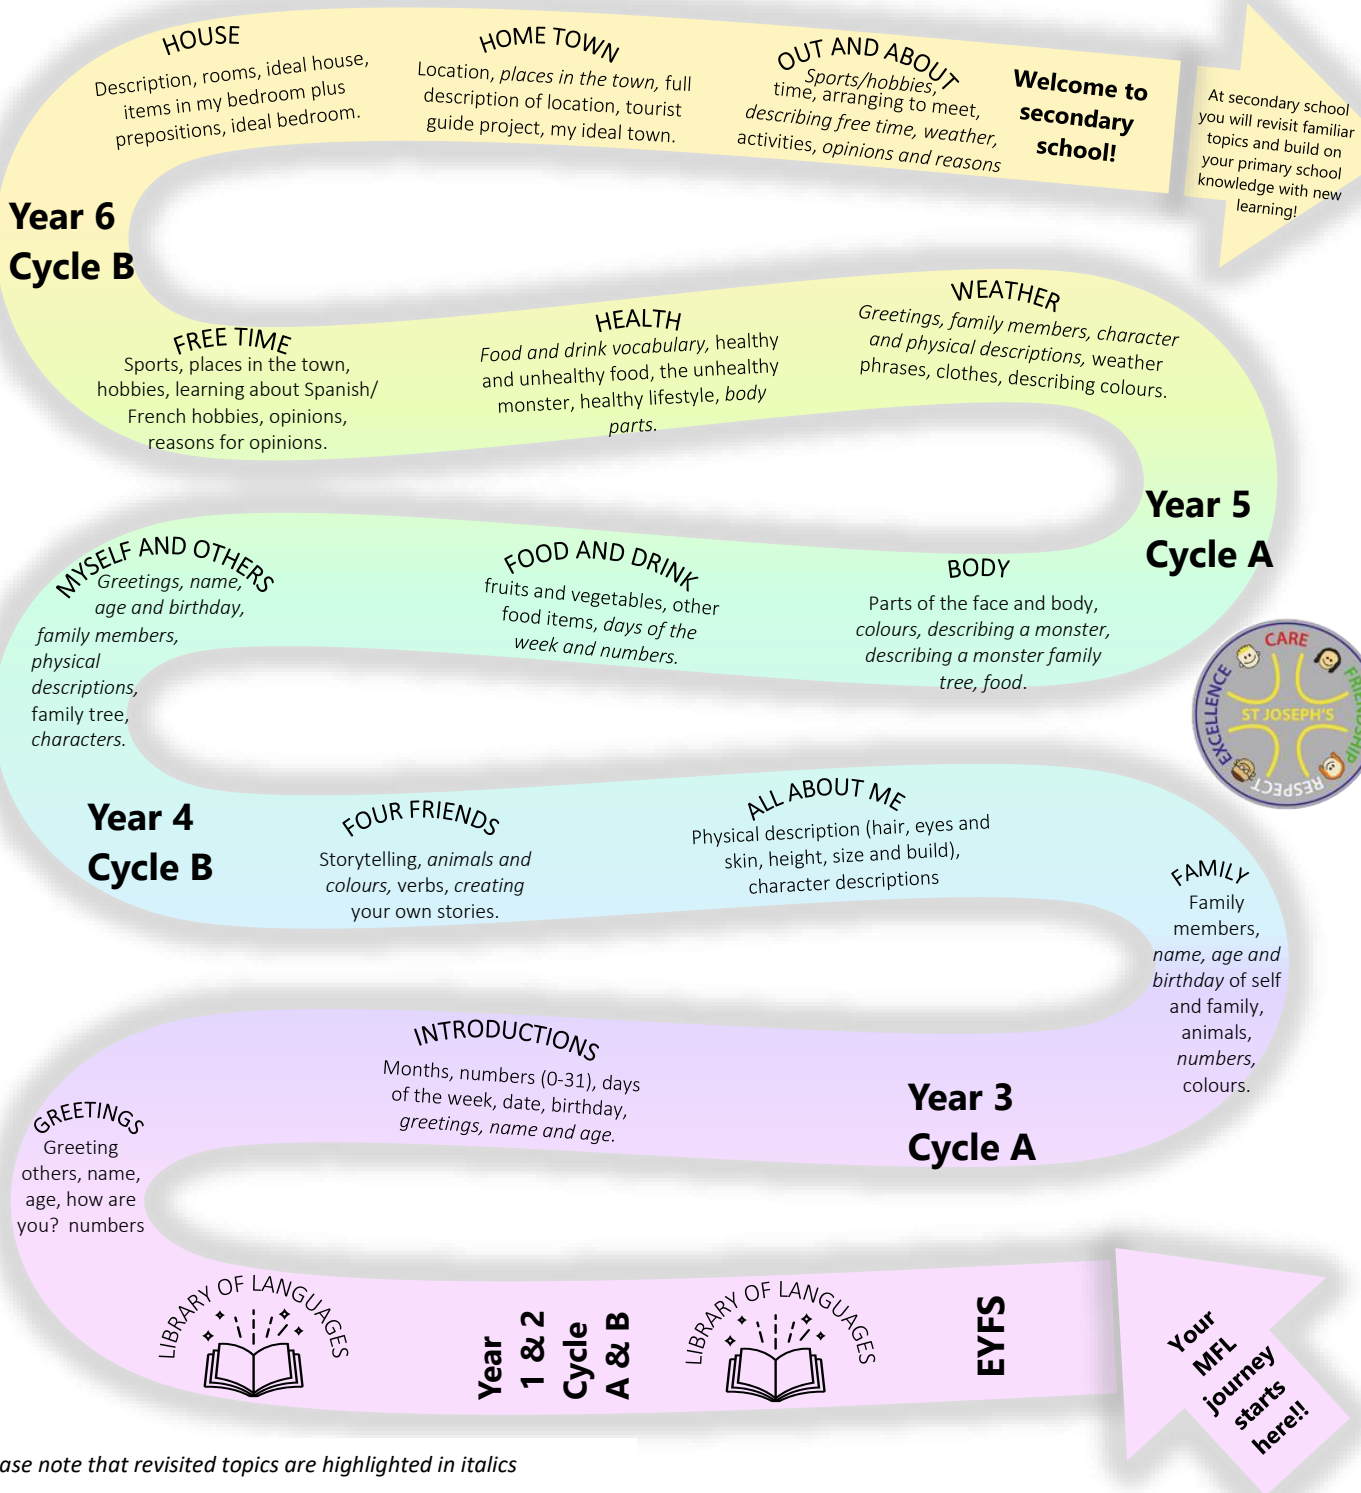 HOUSE
Description, rooms, ideal house,
items in my bedroom plus
prepositions, ideal bedroom.
HOME TOWN
Location, places in the town, full
description of location, tourist
guide project, my ideal town.
OUT AND ABOUT
Sports/hobbies,
time, arranging to meet,
describing free time, weather,
activities, opinions and reasons
Welcome to
secondary
school!
At secondary school
you will revisit familiar
topics and build on
your primary school
knowledge with new
learning!
Year 6
Cycle B
FREE TIME
Sports, places in the town,
hobbies, learning about Spanish/
French hobbies, opinions,
reasons for opinions.
HEALTH
Food and drink vocabulary, healthy
and unhealthy food, the unhealthy
monster, healthy lifestyle, body
parts.
WEATHER
Greetings, family members, character
and physical descriptions, weather
phrases, clothes, describing colours.
Year 5
Cycle A
MYSELF AND OTHERS
Greetings, name,
age and birthday,
family members,
physical
descriptions,
family tree,
characters.
FOOD AND DRINK
fruits and vegetables, other
food items, days of the
week and numbers.
BODY
Parts of the face and body,
colours, describing a monster,
describing a monster family
tree, food.
CARE
FRIENDSHIP
RESPECT
EXCELLENCE
ST JOSEPH'S
Year 4
Cycle B
FOUR FRIENDS
Storytelling, animals and
colours, verbs, creating
your own stories.
ALL ABOUT ME
Physical description (hair, eyes and
skin, height, size and build),
character descriptions
FAMILY
Family
members,
name, age and
birthday of self
and family,
animals,
numbers,
colours.
GREETINGS
Greeting
others, name,
age, how are
you? numbers
INTRODUCTIONS
Months, numbers (0-31), days
of the week, date, birthday,
greetings, name and age.
Year 3
Cycle A
LIBRARY OF LANGUAGES
Year
1 & 2
Cycle
A & B
LIBRARY OF LANGUAGES
EYFS
Your
MFL
journey
starts
here!!
ase note that revisited topics are highlighted in italics